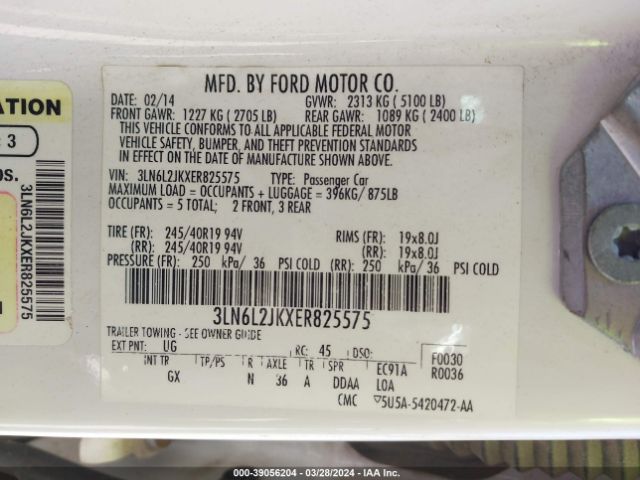 ATION
: 3
os.
3LN6L2JKXER825575
MFD. BY FORD MOTOR CO.
DATE: 02/14 GVWR: 2313 KG ( 5100 LB)
FRONT GAWR: 1227 KG ( 2705 LB) REAR GAWR: 1089 KG ( 2400 LB)
THIS VEHICLE CONFORMS TO ALL APPLICABLE FEDERAL MOTOR
VEHICLE SAFETY, BUMPER, AND THEFT PREVENTION STANDARDS
IN EFFECT ON THE DATE OF MANUFACTURE SHOWN ABOVE.
VIN: 3LN6L2JKXER825575 TYPE: Passenger Car
MAXIMUM LOAD = OCCUPANTS + LUGGAGE = 396KG/ 875LB
OCCUPANTS = 5 TOTAL; 2 FRONT, 3 REAR
TIRE (FR): 245/40R19 94V RIMS (FR): 19x8.0J
(RR): 245/40R19 94V (RR): 19x8.0J
PRESSURE (FR): 250 kPa/ 36 PSI COLD (RR): 250 kPa/ 36 PSI COLD
3LN6L2JKXER825575
TRAILER TOWING - SEE OWNER GUIDE
EXT PNT: UG RC: 45 DSO: F0030
INT TR TP/PS R AXLE TR SPR EC91A R0036
GX N 36 A DDAA LOA
CMC ▽5U5A-5420472-AA
000-39056204 - 03/28/2024 - IAA Inc.